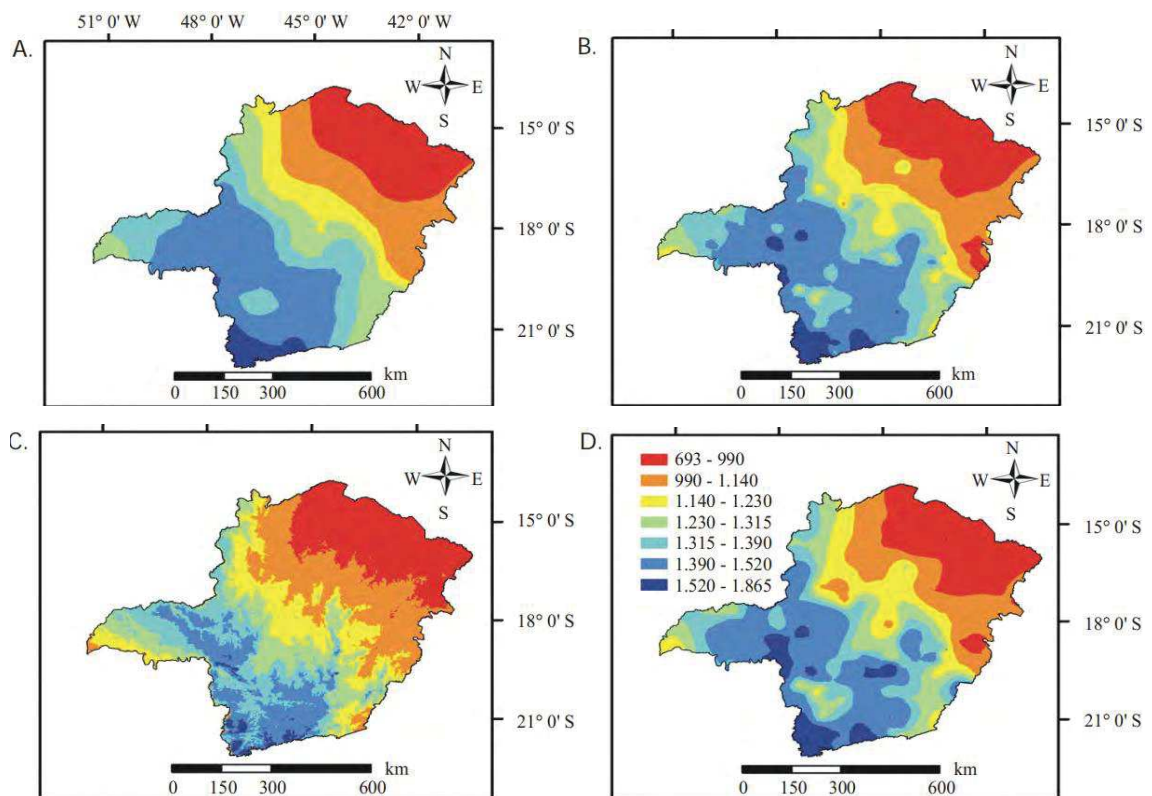 51° 0' W 48° 0' W 45° 0' W 42° 0' W
A.
N
W E
S
15° 0' S
18° 0' S
21° 0' S
km
0 150 300 600
B.
N
W E
S
15° 0' S
18° 0' S
21° 0' S
km
0 150 300 600
C.
N
W E
S
15° 0' S
18° 0' S
21° 0' S
km
0 150 300 600
D.
N
W E
S
693 - 990
990 - 1.140
1.140 - 1.230
1.230 - 1.315
1.315 - 1.390
1.390 - 1.520
1.520 - 1.865
15° 0' S
18° 0' S
21° 0' S
km
0 150 300 600